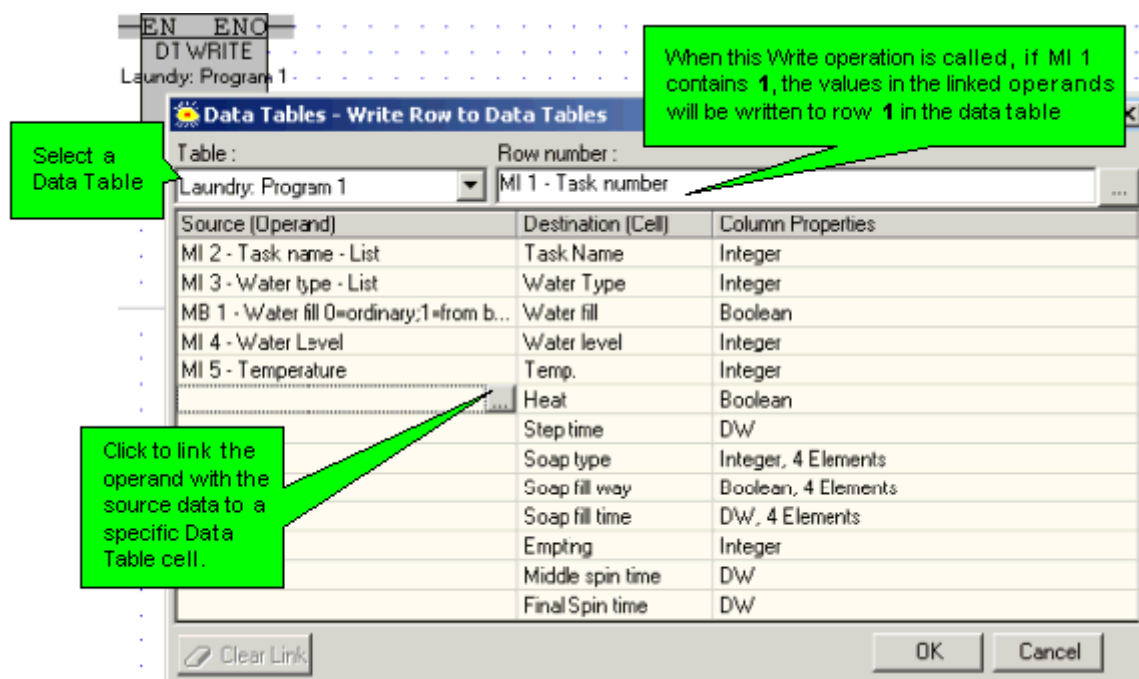 EN ENO
DT WRITE
Laundry: Program 1
When this Write operation is called, if MI 1
contains 1, the values in the linked operands
will be written to row 1 in the data table
Data Tables - Write Row to Data Tables
Select a
Data Table
Table :
Row number :
Laundry: Program 1
MI 1 - Task number
...
Source (Operand) Destination (Cell) Column Properties
MI 2 - Task name - List Task Name Integer
MI 3 - Water type - List Water Type Integer
MB 1 - Water fill 0=ordinary;1=from b... Water fill Boolean
MI 4 - Water Level Water level Integer
MI 5 - Temperature Temp. Integer
... Heat Boolean
Step time DW
Soap type Integer, 4 Elements
Soap fill way Boolean, 4 Elements
Soap fill time DW, 4 Elements
Emptng Integer
Middle spin time DW
Final Spin time DW
Click to link the
operand with the
source data to a
specific Data
Table cell.
Clear Link
OK
Cancel